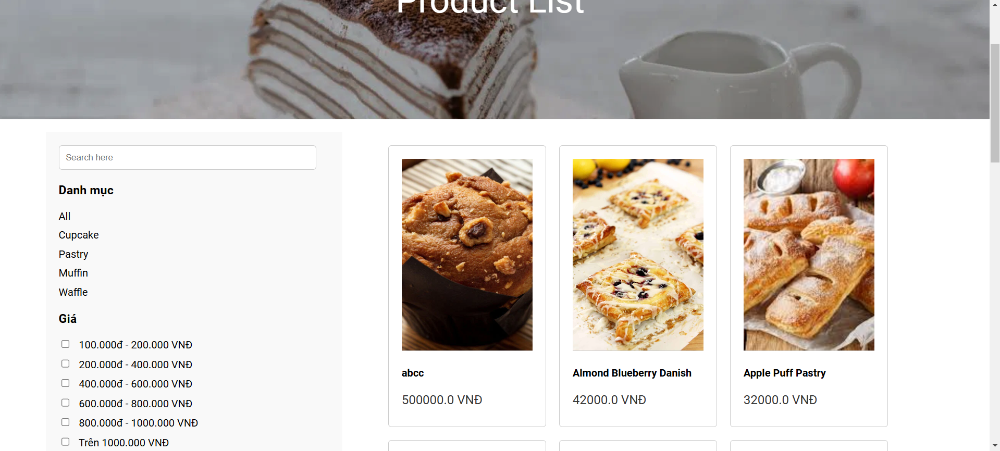 Product List
Search here
Danh mục
All
Cupcake
Pastry
Muffin
Waffle
Giá
100.000đ - 200.000 VNĐ
200.000đ - 400.000 VNĐ
400.000đ - 600.000 VNĐ
600.000đ - 800.000 VNĐ
800.000đ - 1000.000 VNĐ
Trên 1000.000 VNĐ
abcc
500000.0 VNĐ
Almond Blueberry Danish
42000.0 VNĐ
Apple Puff Pastry
32000.0 VNĐ